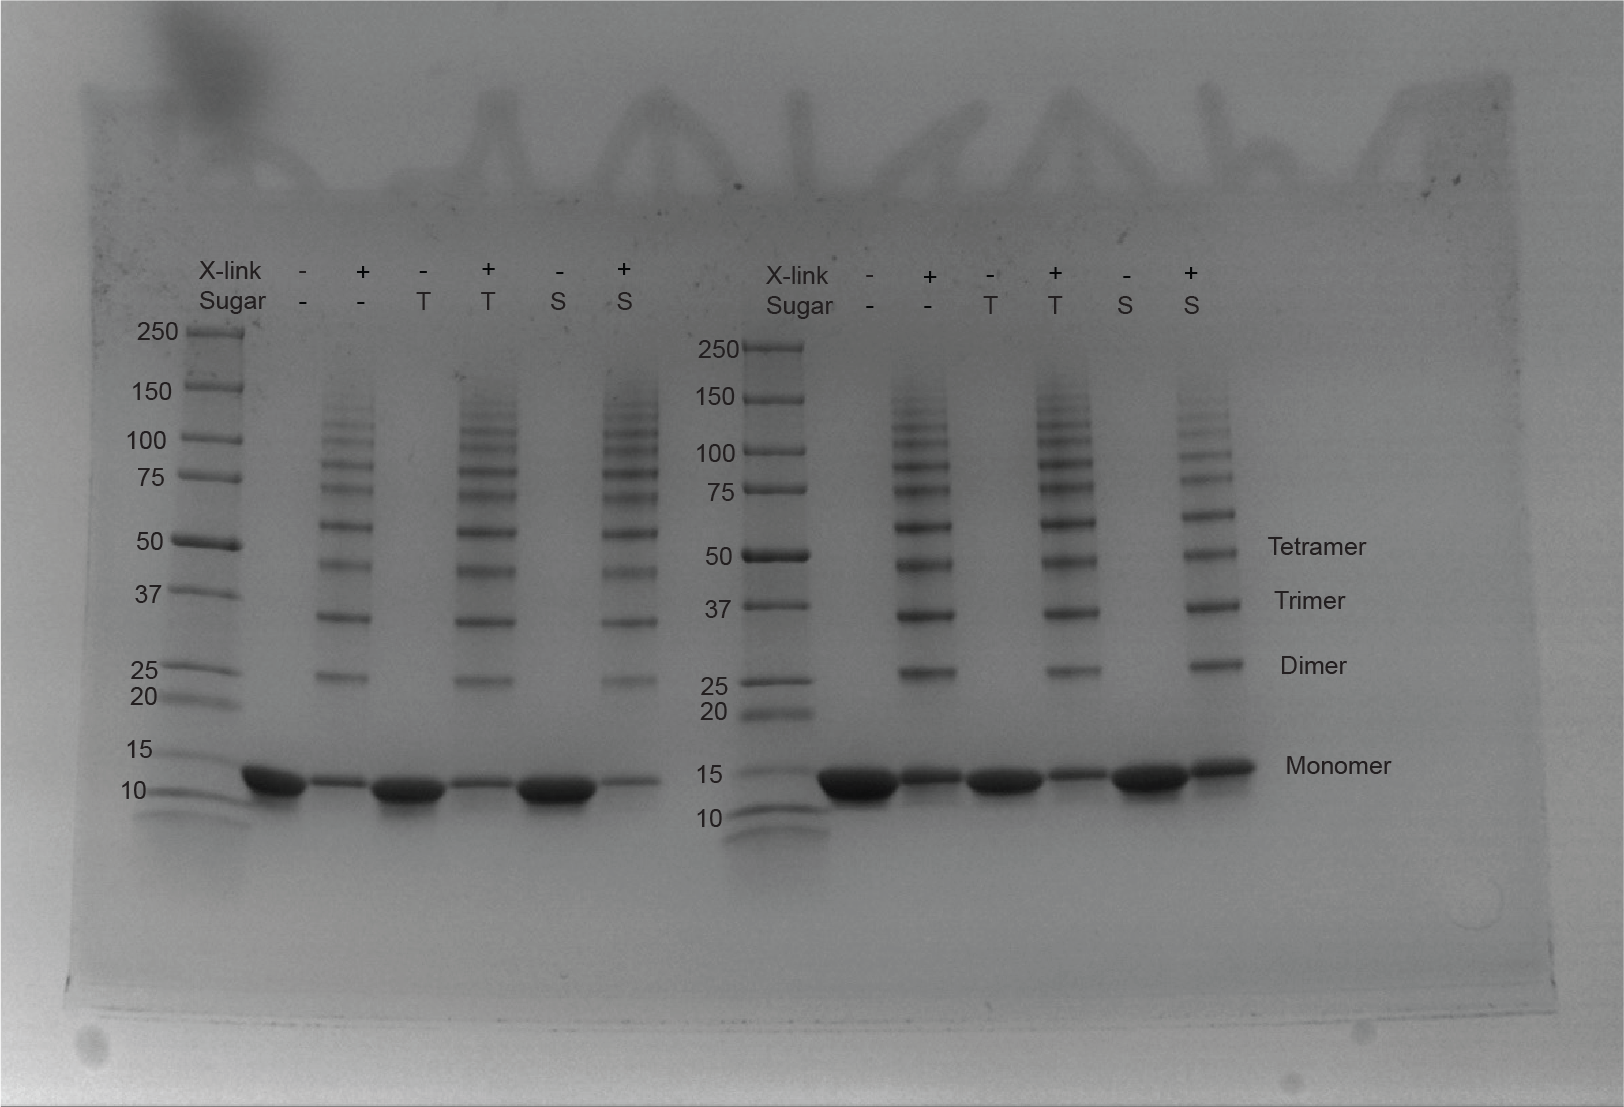 X-link - + - + - +
Sugar - - T T S S
250
150
100
75
50
37
25
20
15
10
X-link - + - + - +
Sugar - - T T S S
250
150
100
75
50
37
25
20
15
10
Tetramer
Trimer
Dimer
Monomer